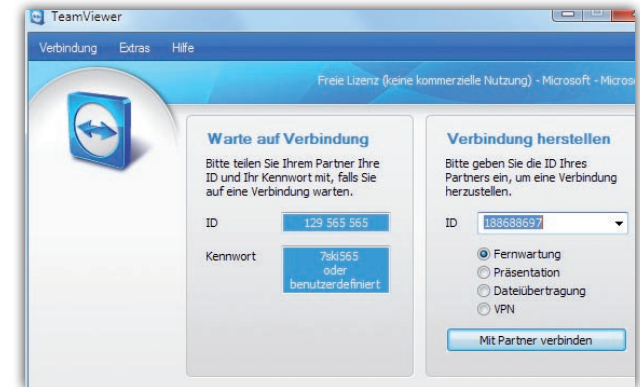 TeamViewer
Verbindung Extras Hilfe
Freie Lizenz (keine kommerzielle Nutzung) - Microsoft - Micros
Warte auf Verbindung
Bitte teilen Sie Ihrem Partner Ihre
ID und Ihr Kennwort mit, falls Sie
auf eine Verbindung warten.
ID 129 565 565
Kennwort 7ski565
oder
benutzerdefiniert
Verbindung herstellen
Bitte geben Sie die ID Ihres
Partners ein, um eine Verbindung
herzustellen.
ID 188688697
Fernwartung
Präsentation
Dateiübertragung
VPN
Mit Partner verbinden